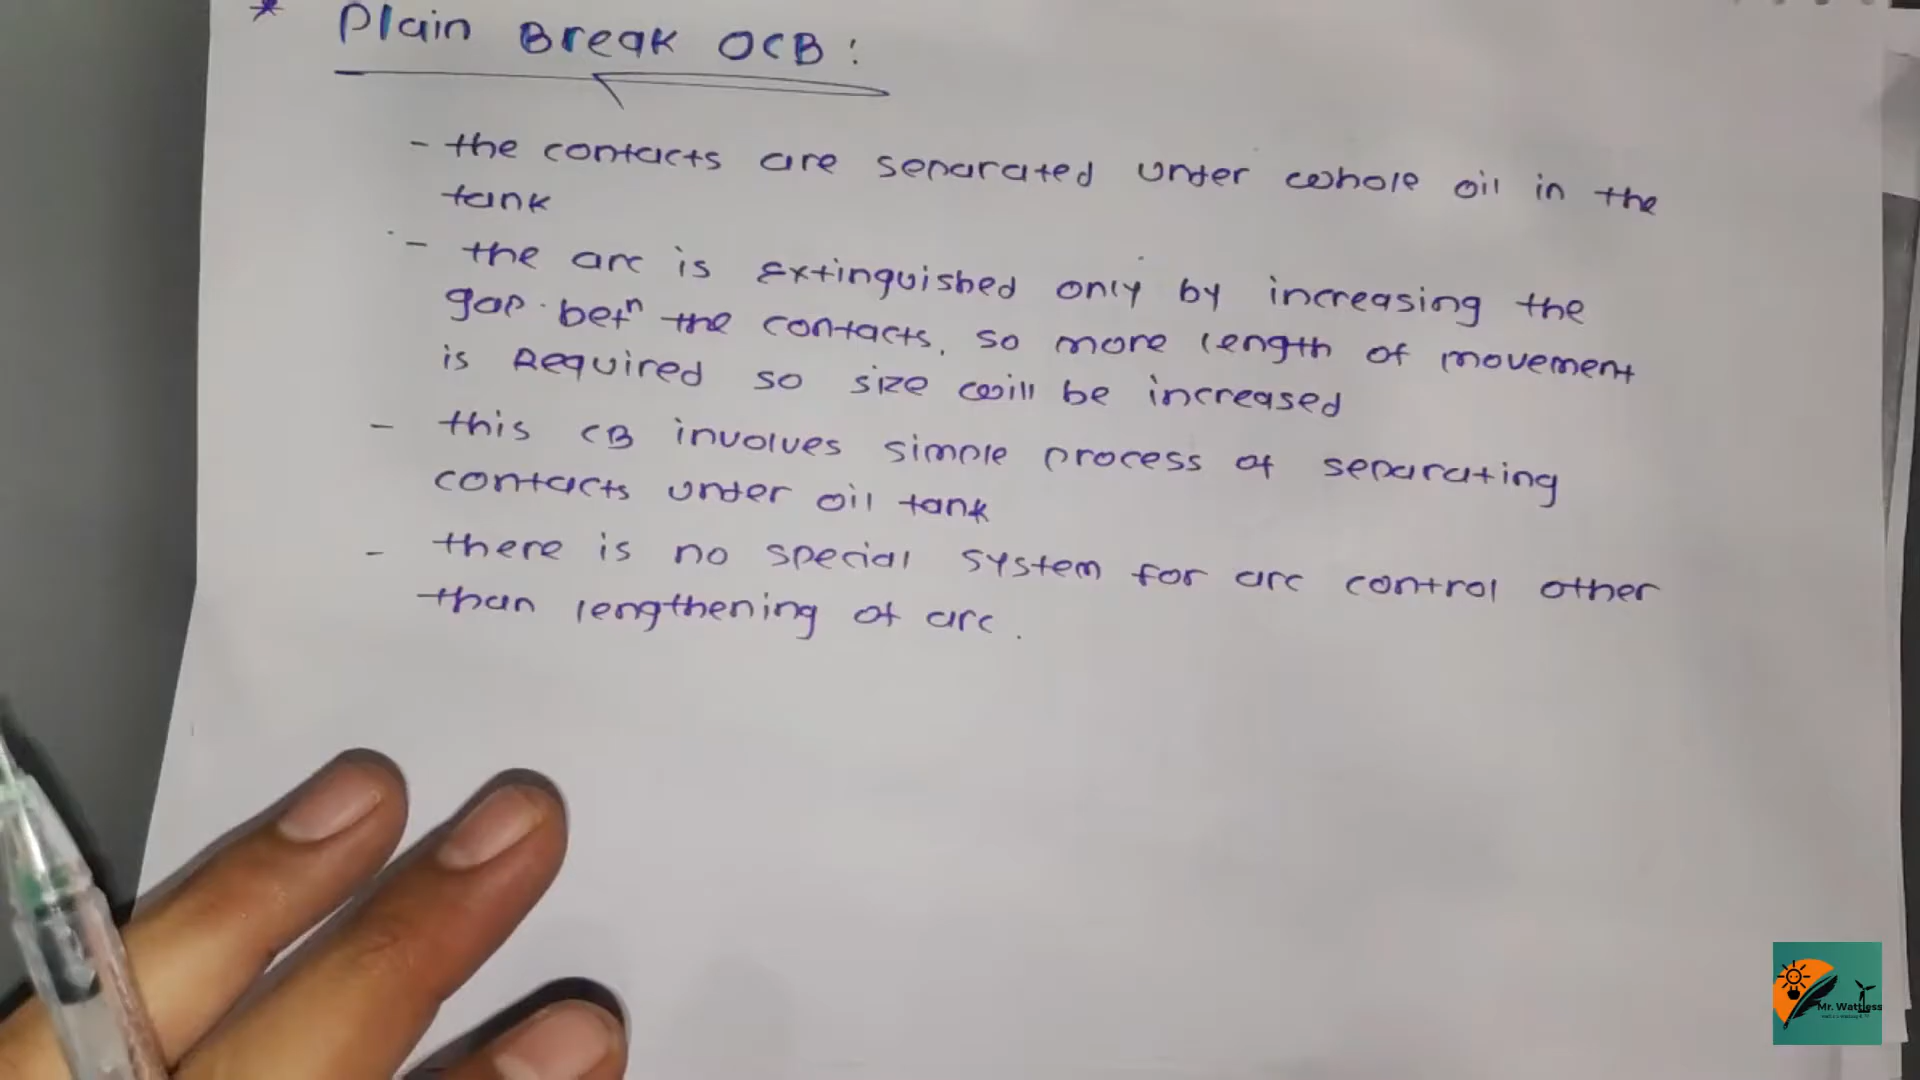 * Plain Break OCB:
- the contacts are separated under whole oil in the
tank
- the arc is extinguished only by increasing the
gap betn the contacts, so more length of movement
is Required so size will be increased
- this CB involves simple process of separating
contacts under oil tank
- there is no special system for arc control other
than lengthening of arc.
Mr. Wattless